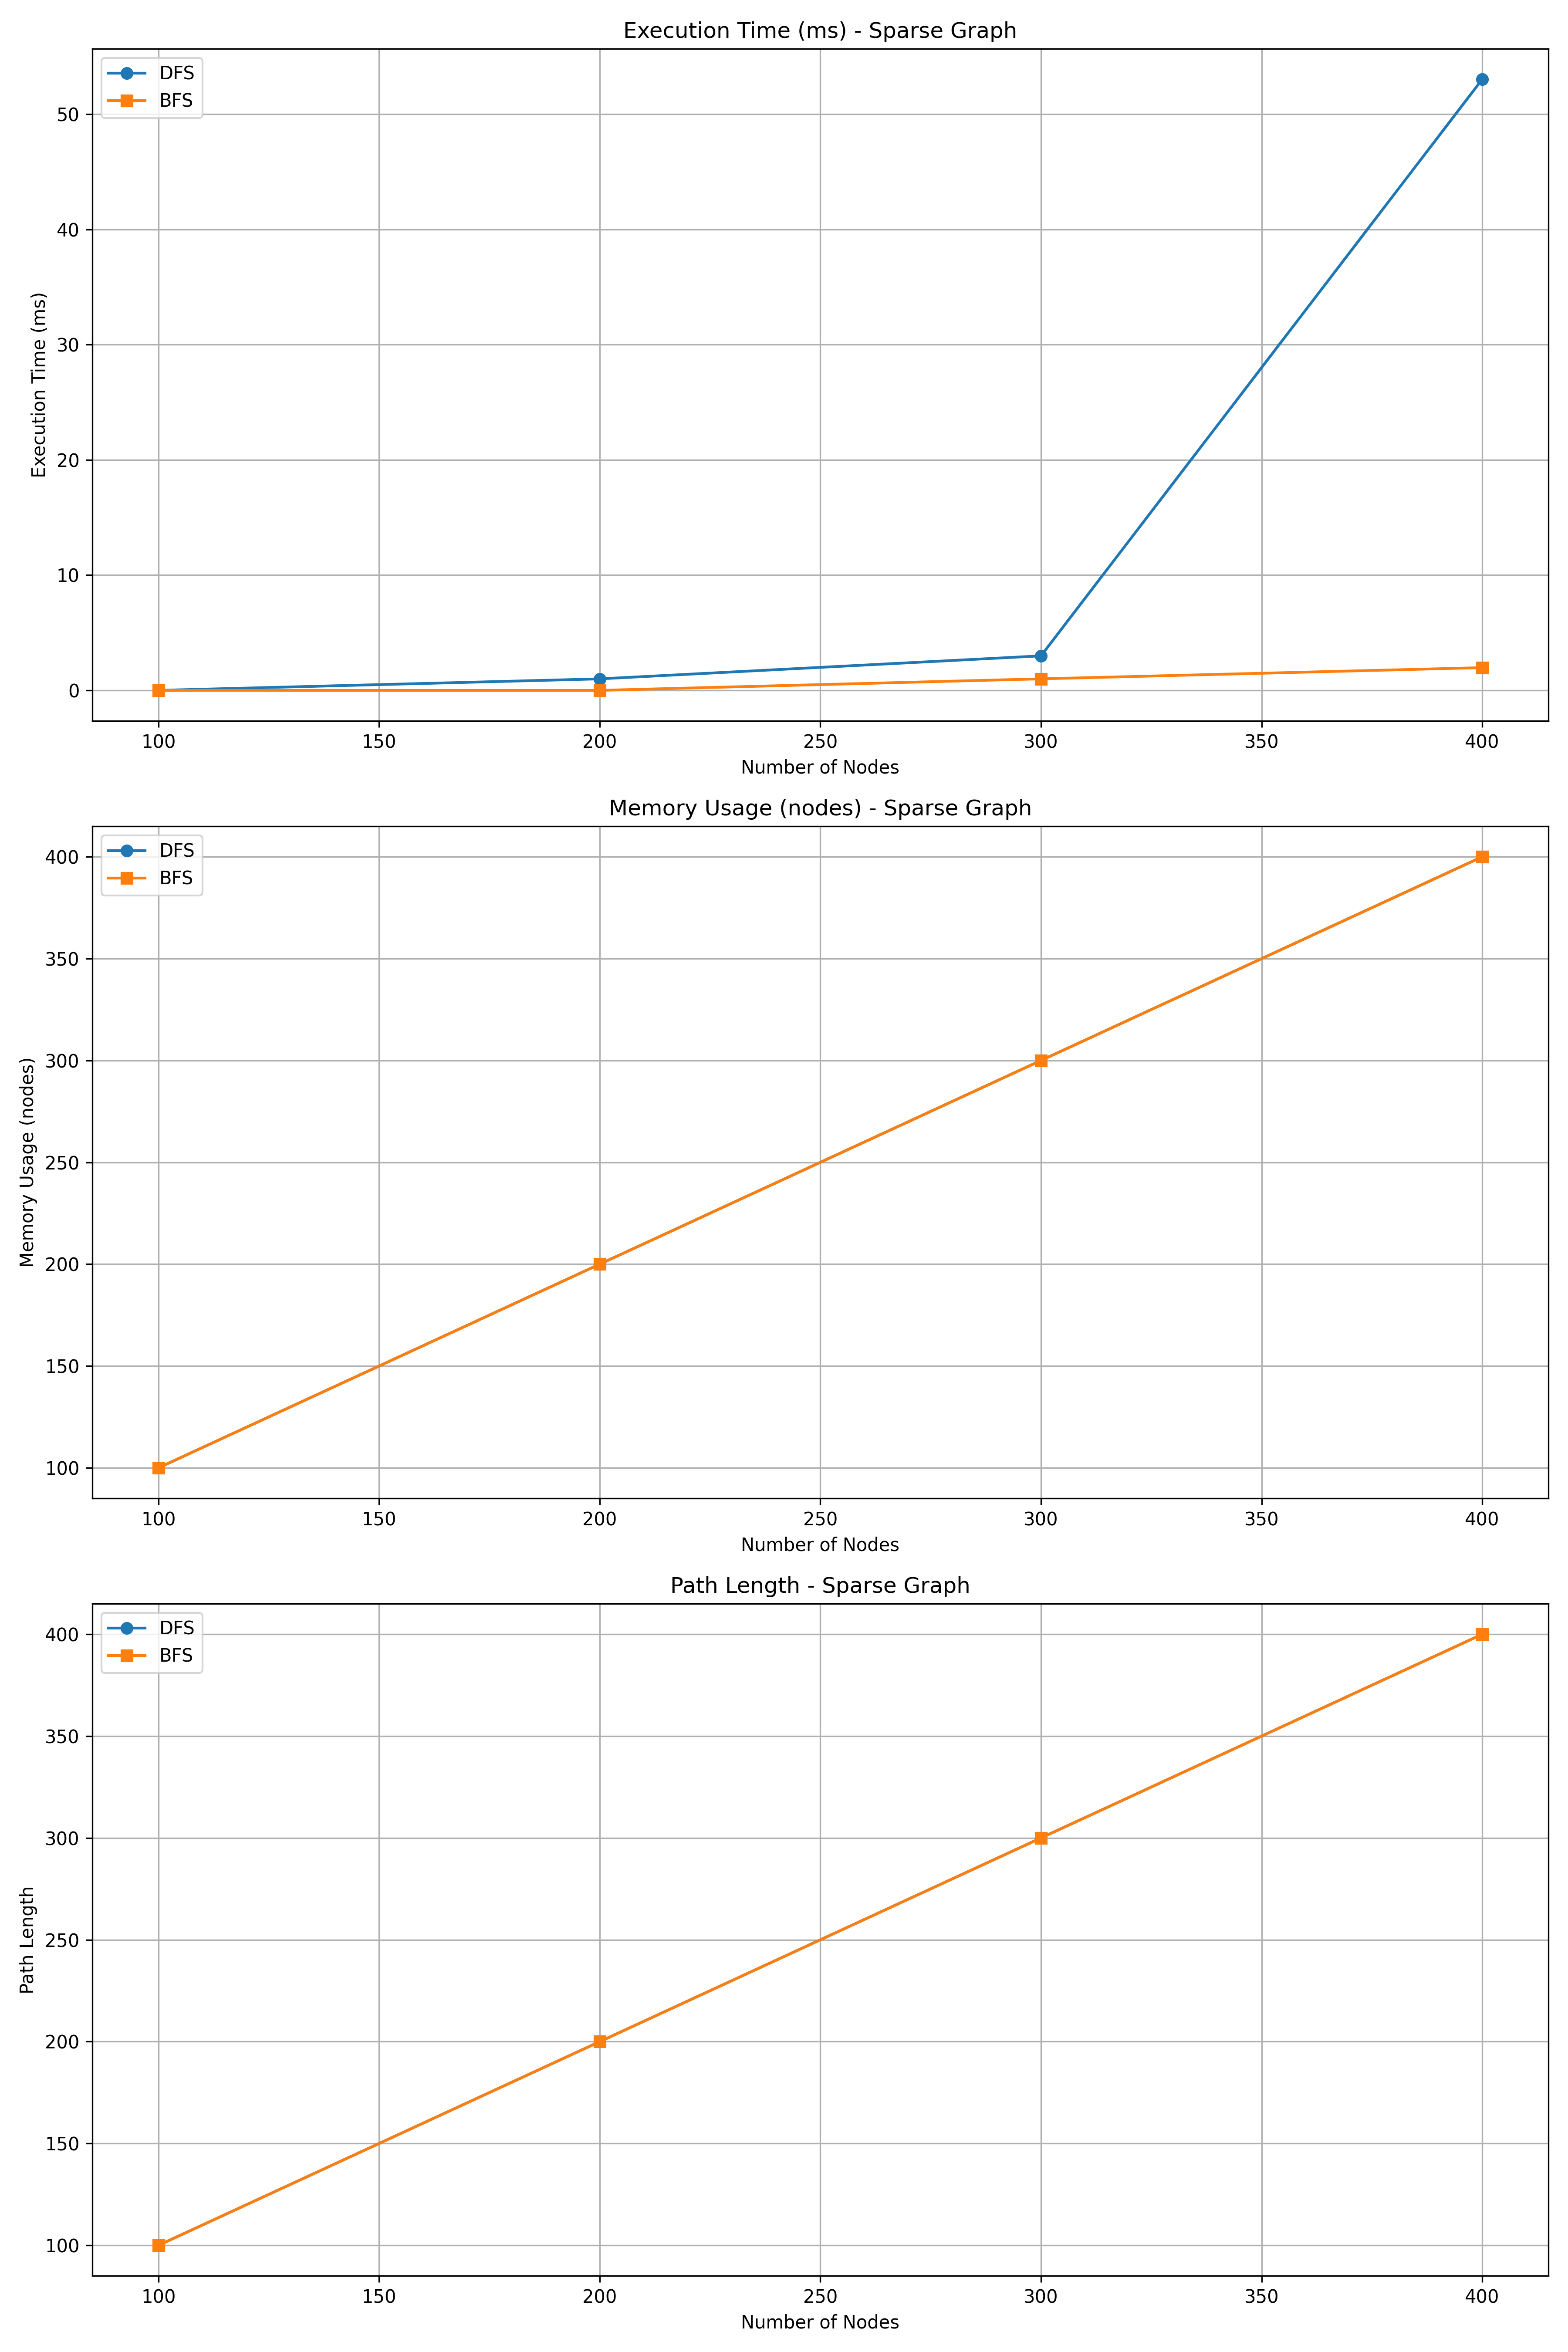 Execution Time (ms) - Sparse Graph
DFS
BFS
Execution Time (ms)
50
40
30
20
10
0
100 150 200 250 300 350 400
Number of Nodes
Memory Usage (nodes) - Sparse Graph
DFS
BFS
Memory Usage (nodes)
400
350
300
250
200
150
100
100 150 200 250 300 350 400
Number of Nodes
Path Length - Sparse Graph
DFS
BFS
Path Length
400
350
300
250
200
150
100
100 150 200 250 300 350 400
Number of Nodes